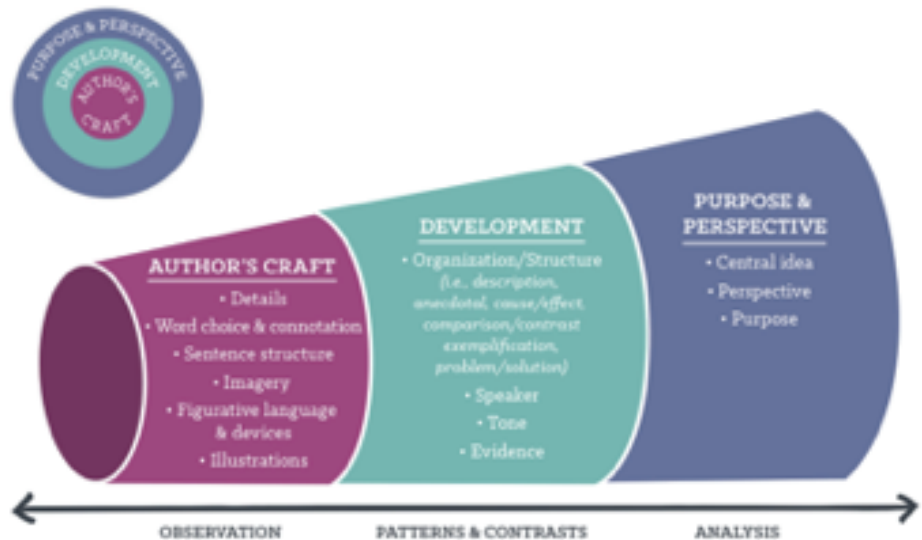 PURPOSE & PERSPECTIVE
DEVELOPMENT
AUTHOR'S
CRAFT
AUTHOR'S CRAFT
• Details
• Word choice & connotation
• Sentence structure
• Imagery
• Figurative language
& devices
• Illustrations
DEVELOPMENT
• Organization/Structure
(i.e., description,
anecdotal, cause/effect,
comparison/contrast
exemplification,
problem/solution)
• Speaker
• Tone
• Evidence
PURPOSE &
PERSPECTIVE
• Central idea
• Perspective
• Purpose
OBSERVATION
PATTERNS & CONTRASTS
ANALYSIS